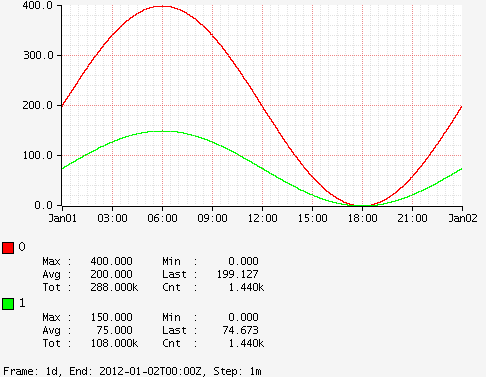 400.0
300.0
200.0
100.0
0.0
Jan01 03:00 06:00 09:00 12:00 15:00 18:00 21:00 Jan02
0
Max : 400.000 Min : 0.000
Avg : 200.000 Last : 199.127
Tot : 288.000k Cnt : 1.440k
1
Max : 150.000 Min : 0.000
Avg : 75.000 Last : 74.673
Tot : 108.000k Cnt : 1.440k
Frame: 1d, End: 2012-01-02T00:00Z, Step: 1m